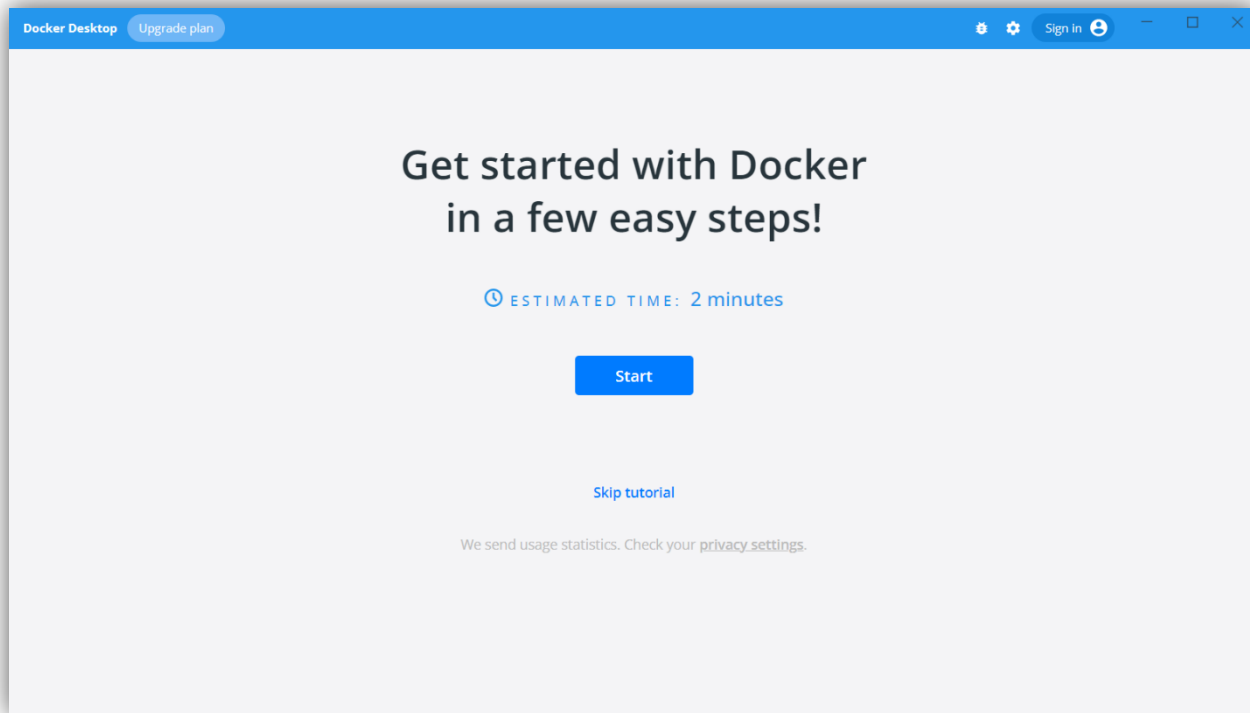 Docker Desktop Upgrade plan Sign in
Get started with Docker
in a few easy steps!
ESTIMATED TIME: 2 minutes
Start
Skip tutorial
We send usage statistics. Check your privacy settings.